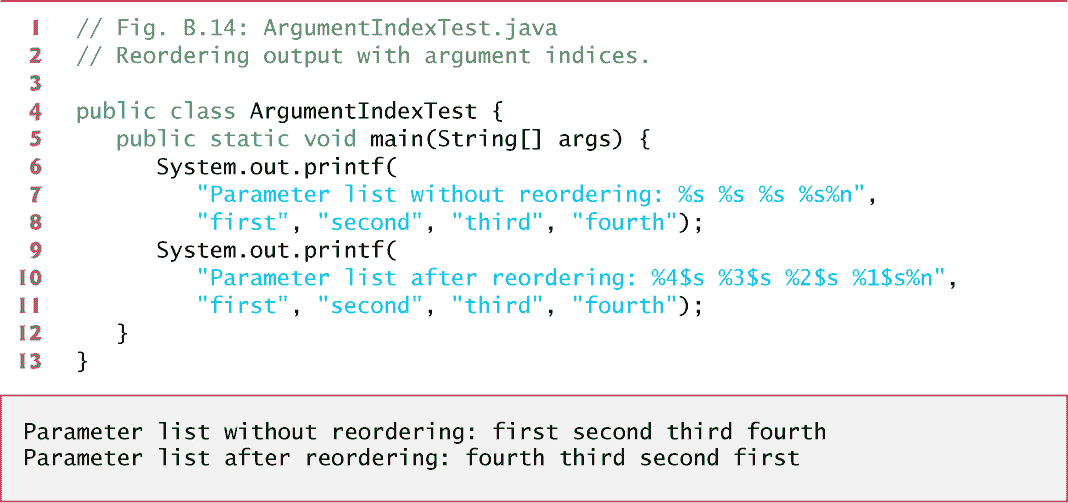 1 // Fig. B.14: ArgumentIndexTest.java
2 // Reordering output with argument indices.
3
4 public class ArgumentIndexTest {
5    public static void main(String[] args) {
6       System.out.printf(
7          "Parameter list without reordering: %s %s %s %s%n",
8          "first", "second", "third", "fourth");
9       System.out.printf(
10          "Parameter list after reordering: %4$s %3$s %2$s %1$s%n",
11          "first", "second", "third", "fourth");
12    }
13 }
Parameter list without reordering: first second third fourth
Parameter list after reordering: fourth third second first